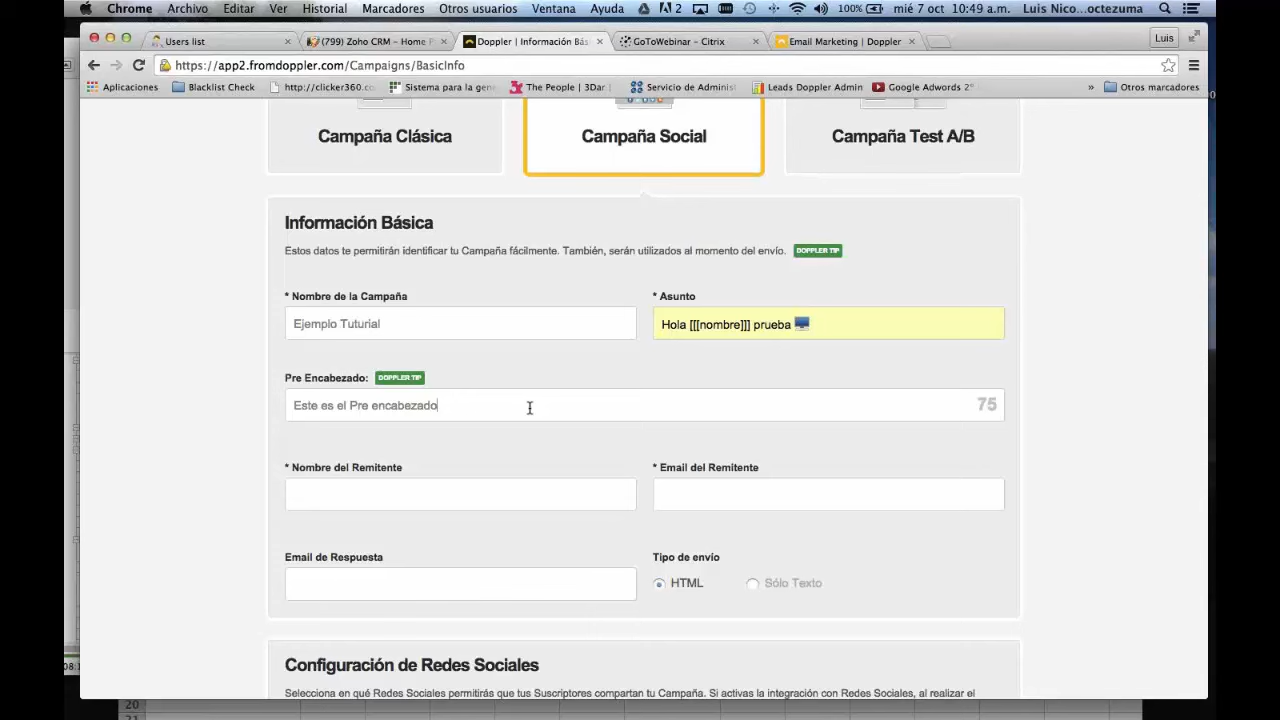 Chrome Archivo Editar Ver Historial Marcadores Otros usuarios Ventana Ayuda 2 100% mié 7 oct 10:49 a.m. Luis Nico...octezuma
Users list (799) Zoho CRM - Home P Doppler | Información Bás GoToWebinar - Citrix Email Marketing | Doppler Luis
https://app2.fromdoppler.com/Campaigns/BasicInfo
Aplicaciones Blacklist Check http://clicker360.co Sistema para la gene The People | 3Dar | Servicio de Administ Leads Doppler Admin Google Adwords 2º » Otros marcadores
Campaña Clásica Campaña Social Campaña Test A/B
Información Básica
Estos datos te permitirán identificar tu Campaña fácilmente. También, serán utilizados al momento del envío. DOPPLER TIP
* Nombre de la Campaña * Asunto
Ejemplo Tuturial Hola [[[nombre]]] prueba
Pre Encabezado: DOPPLER TIP
Este es el Pre encabezado 75
* Nombre del Remitente * Email del Remitente
Email de Respuesta Tipo de envío
HTML Sólo Texto
Configuración de Redes Sociales
Selecciona en qué Redes Sociales permitirás que tus Suscriptores compartan tu Campaña. Si activas la integración con Redes Sociales, al realizar el
20